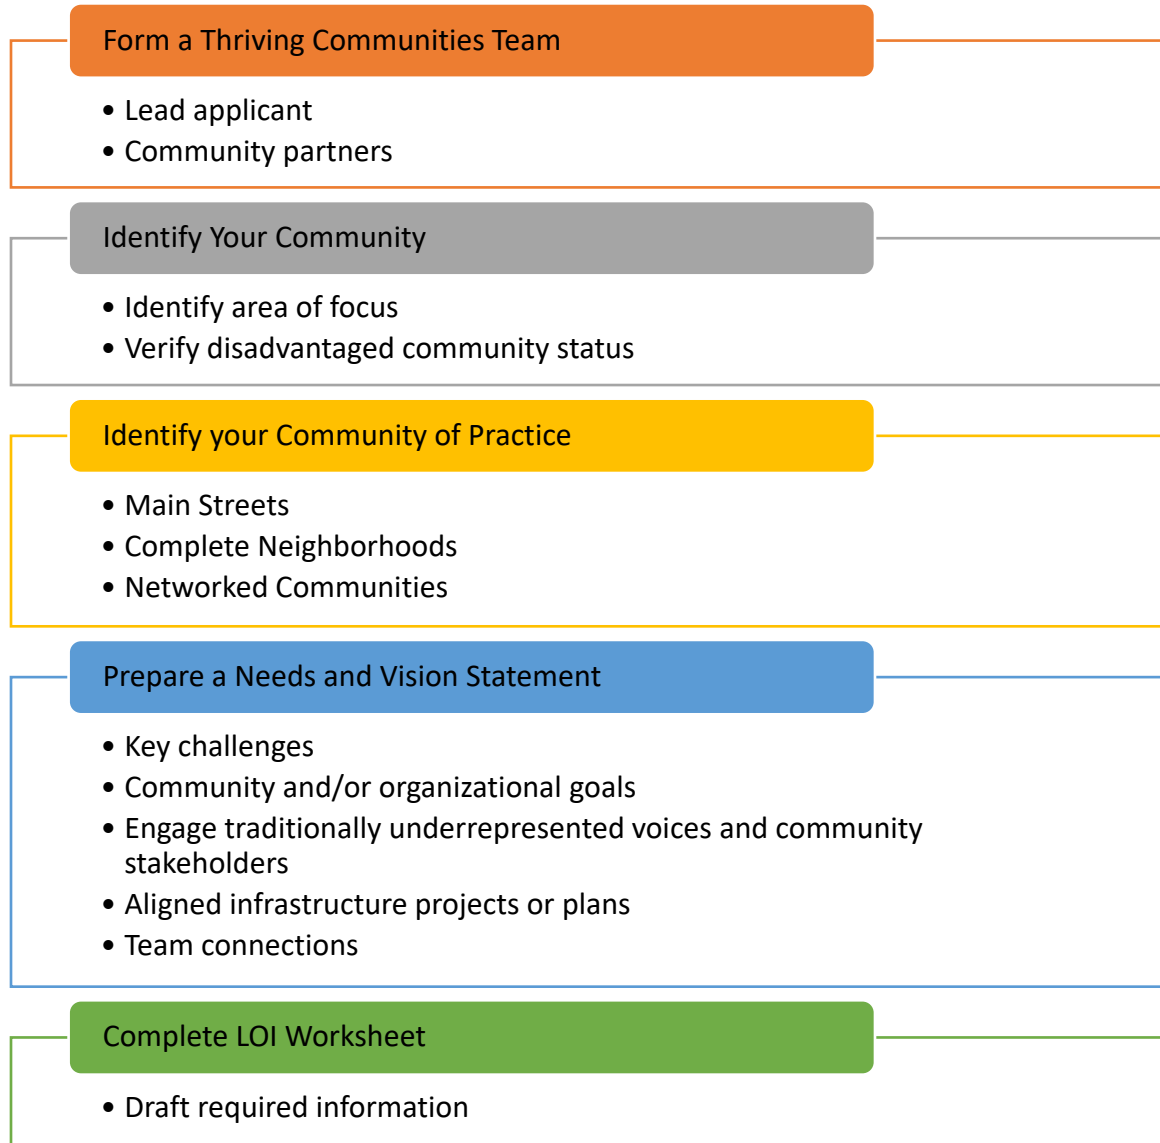 Form a Thriving Communities Team
• Lead applicant
• Community partners
Identify Your Community
• Identify area of focus
• Verify disadvantaged community status
Identify your Community of Practice
• Main Streets
• Complete Neighborhoods
• Networked Communities
Prepare a Needs and Vision Statement
• Key challenges
• Community and/or organizational goals
• Engage traditionally underrepresented voices and community
stakeholders
• Aligned infrastructure projects or plans
• Team connections
Complete LOI Worksheet
• Draft required information